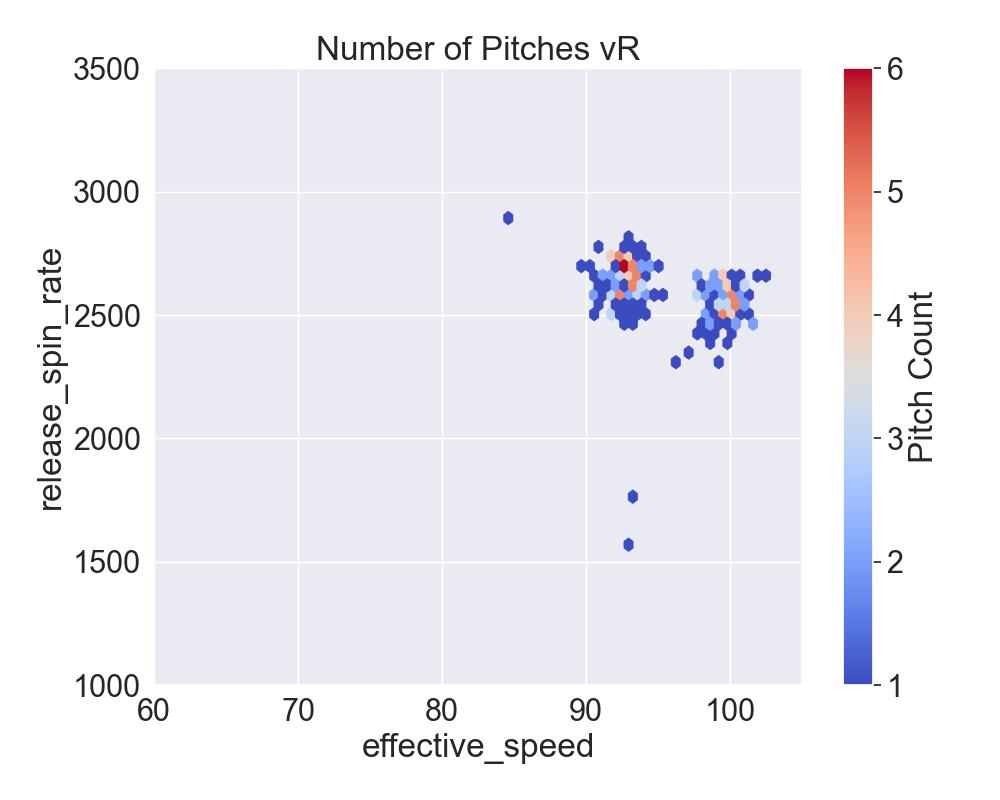 Number of Pitches vR
3500
3000
2500
2000
1500
1000
release_spin_rate
60 70 80 90 100
effective_speed
6
5
4
3
2
1
Pitch Count